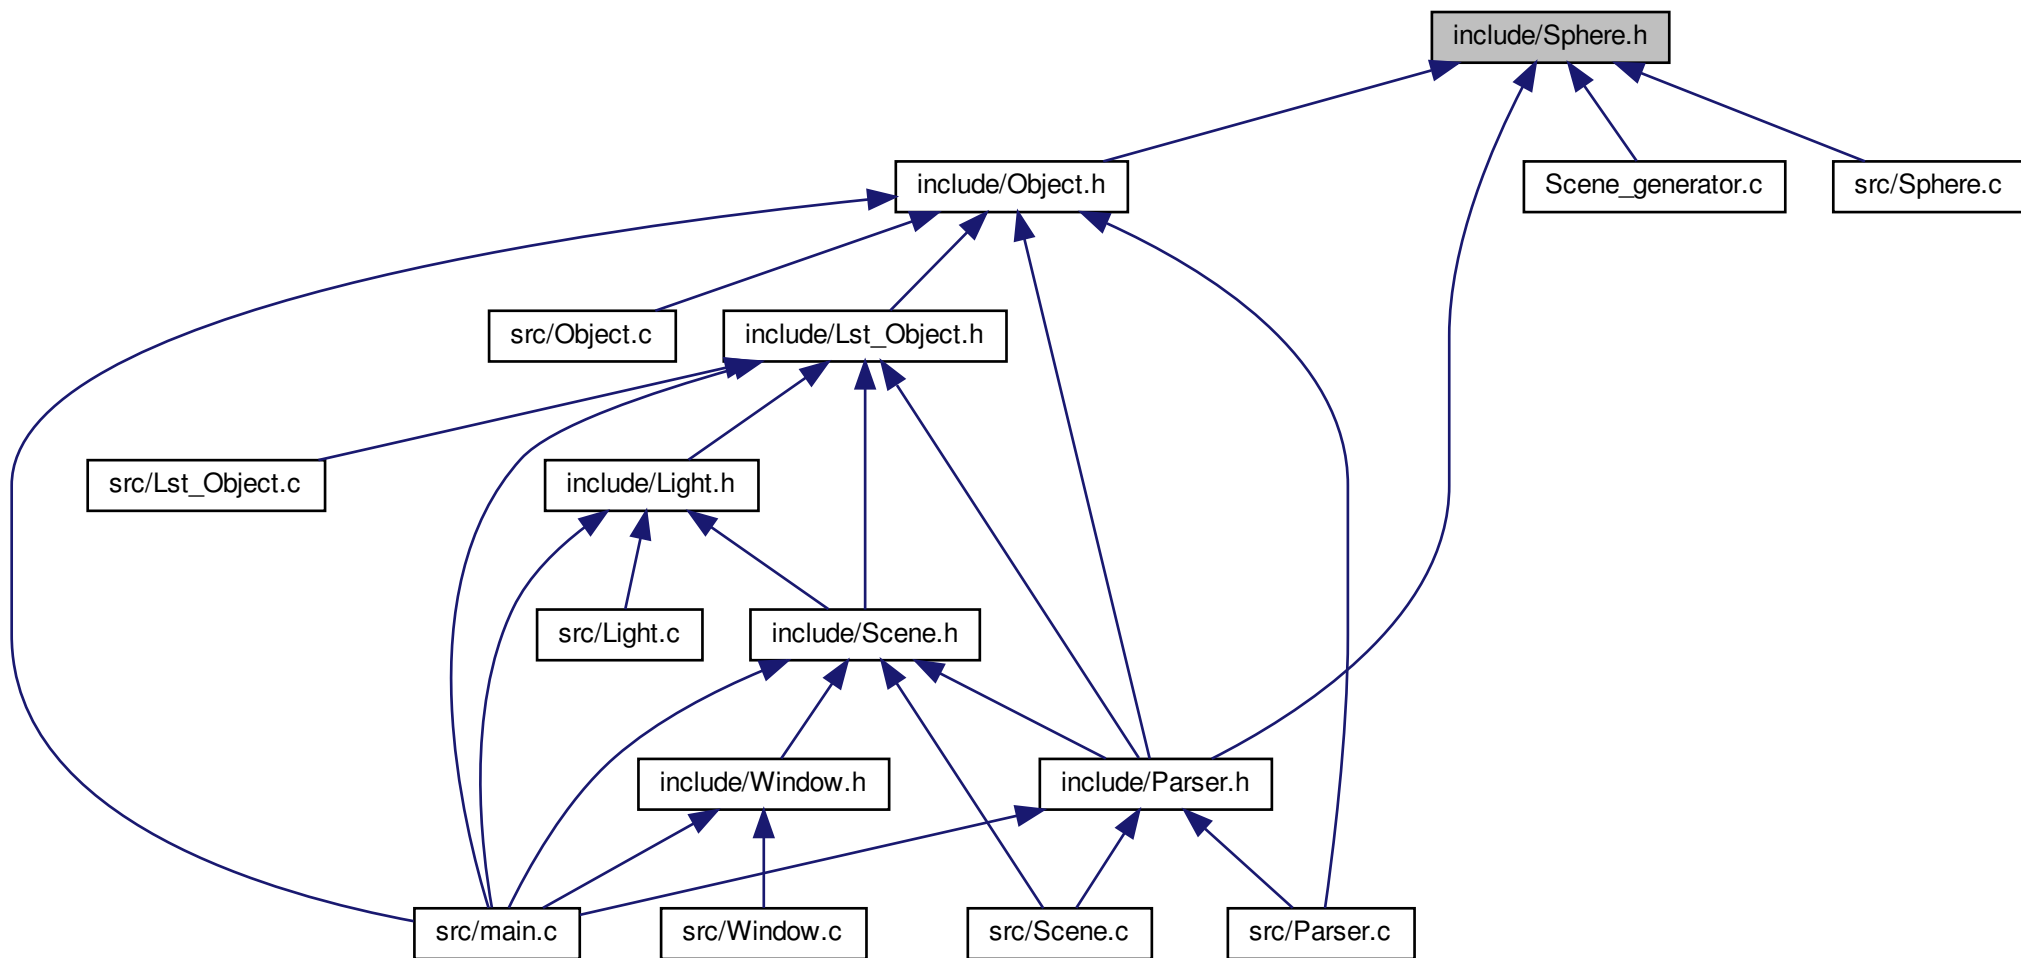 include/Sphere.h
include/Object.h
Scene_generator.c
src/Sphere.c
src/Object.c
include/Lst_Object.h
src/Lst_Object.c
include/Light.h
src/Light.c
include/Scene.h
include/Window.h
include/Parser.h
src/main.c
src/Window.c
src/Scene.c
src/Parser.c